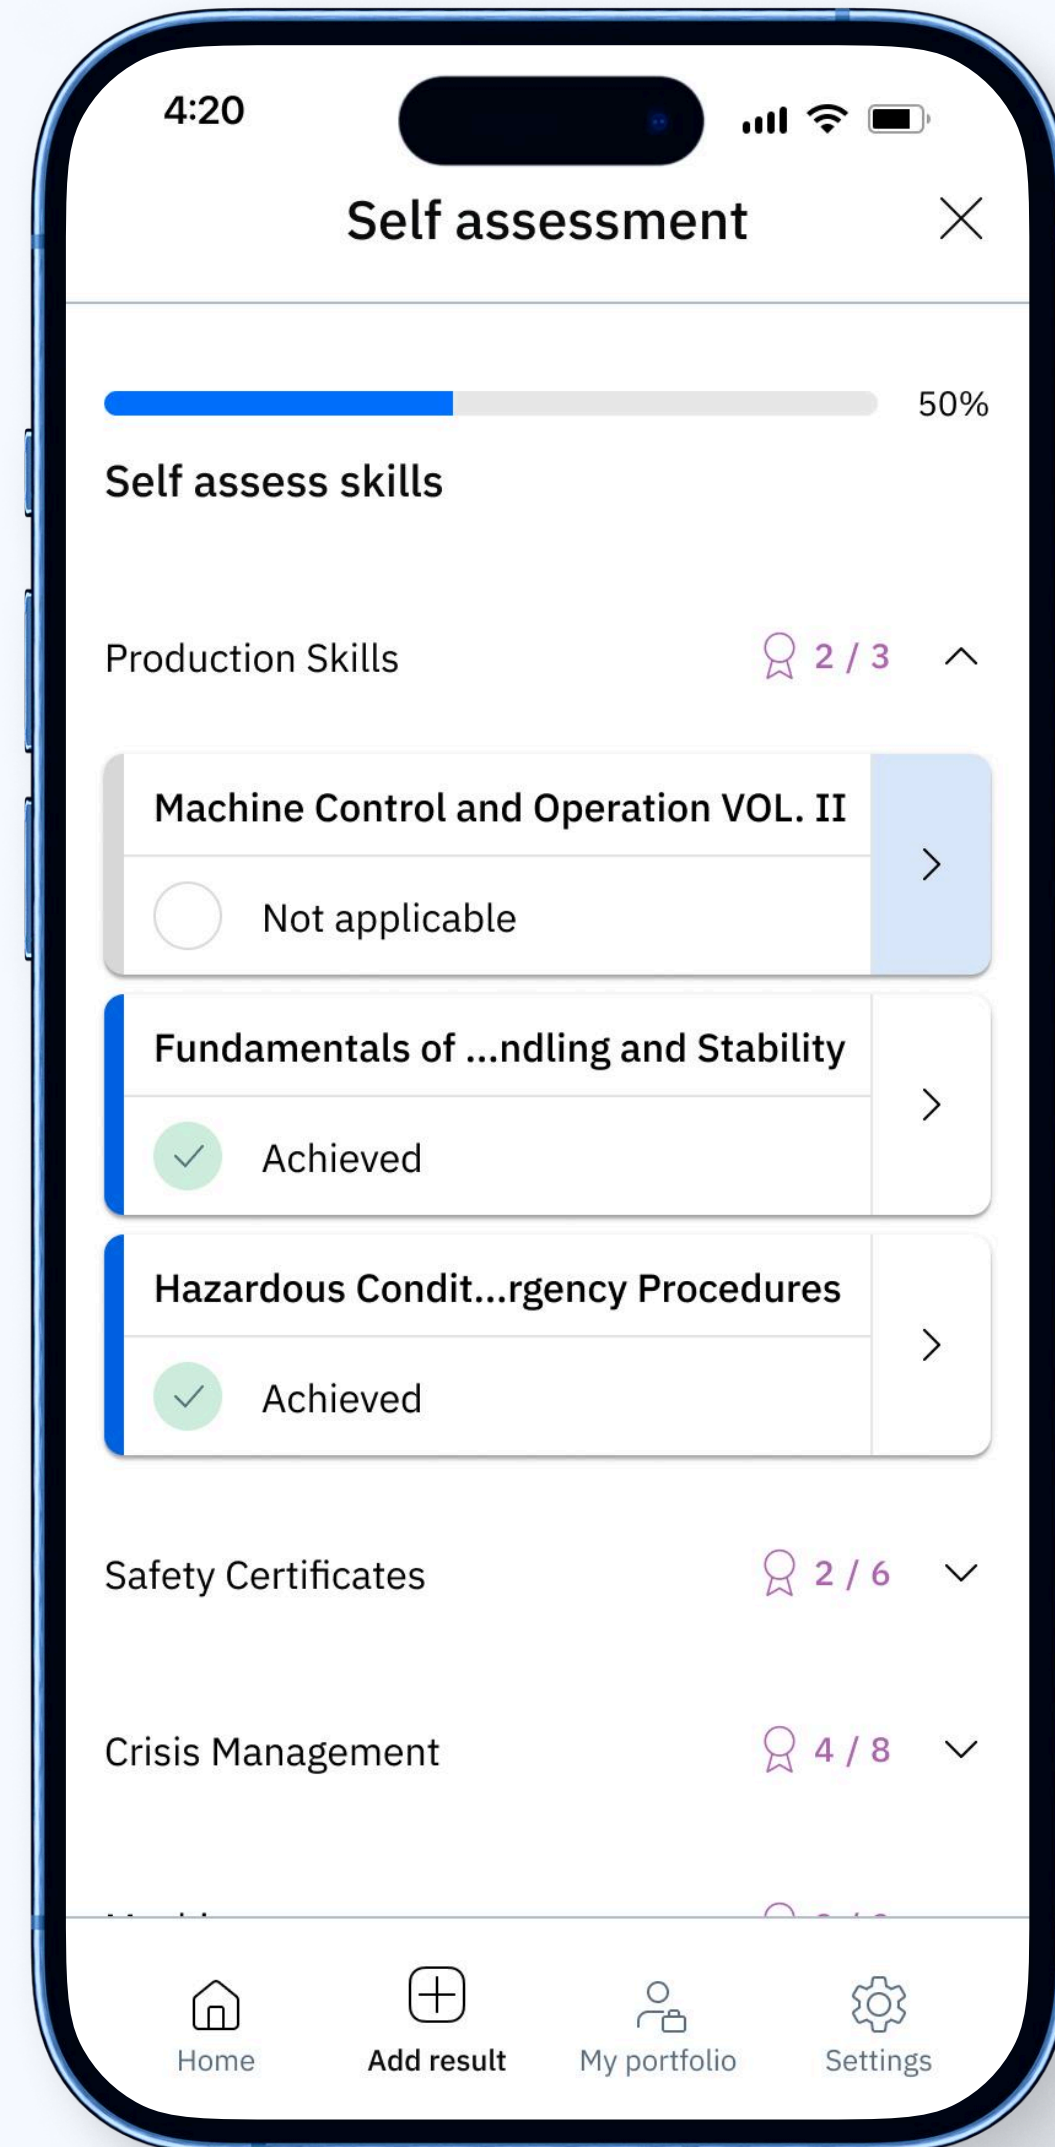 4:20
Self assessment
50%
Self assess skills
Production Skills 2 / 3
Machine Control and Operation VOL. II
Not applicable
Fundamentals of ...ndling and Stability
Achieved
Hazardous Condit...rgency Procedures
Achieved
Safety Certificates 2 / 6
Crisis Management 4 / 8
Home Add result My portfolio Settings